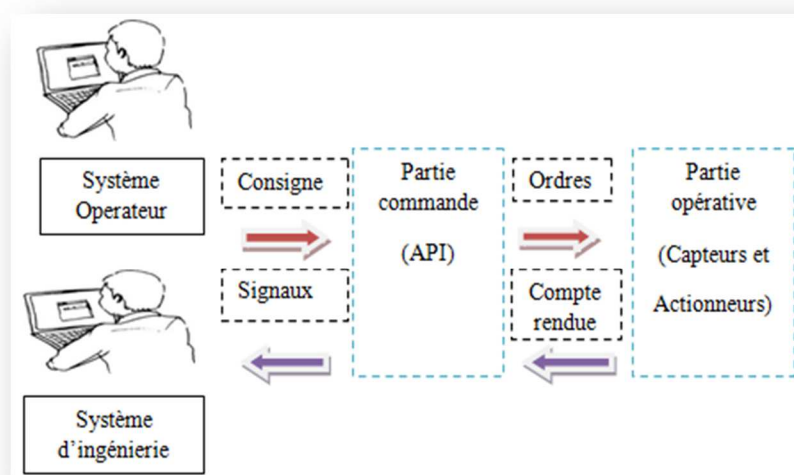 Système
Operateur
Consigne
Signaux
Partie
commande
(API)
Ordres
Compte
rendue
Partie
opérative
(Capteurs et
Actionneurs)
Système
d'ingénierie